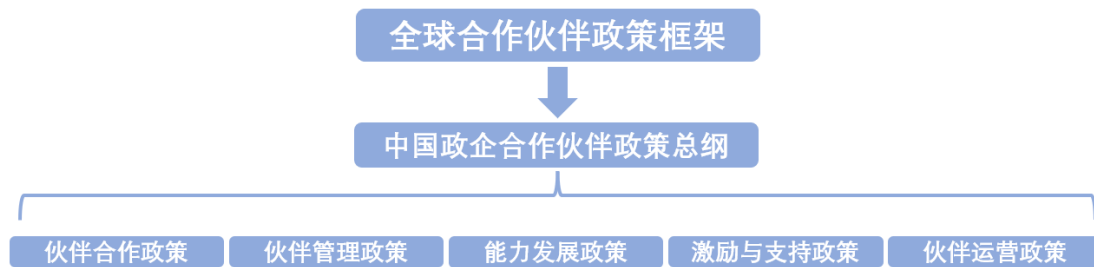 全球合作伙伴政策框架
中国政企合作伙伴政策总纲
伙伴合作政策 伙伴管理政策 能力发展政策 激励与支持政策 伙伴运营政策